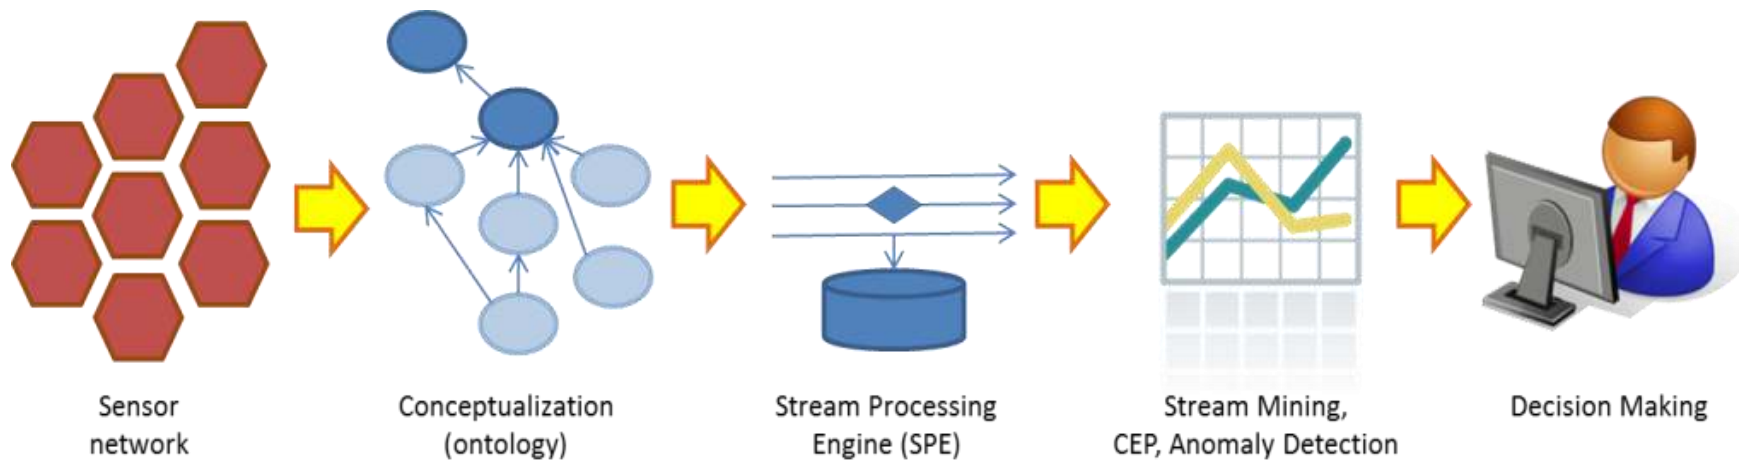 Sensor
network
Conceptualization
(ontology)
Stream Processing
Engine (SPE)
Stream Mining,
CEP, Anomaly Detection
Decision Making